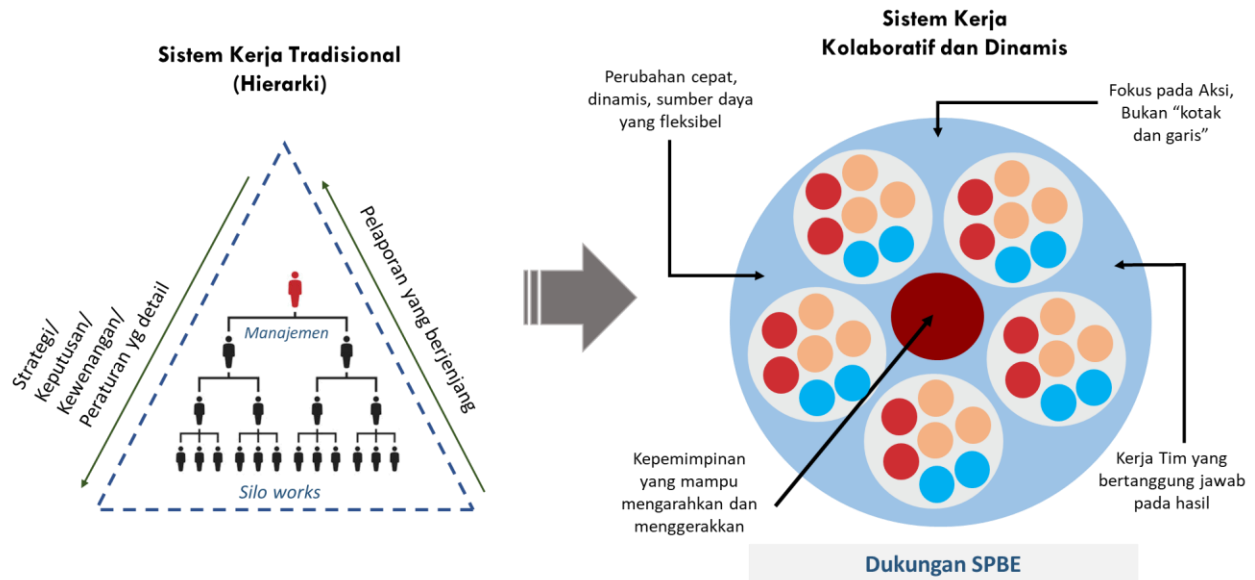 Sistem Kerja Tradisional
(Hierarki)
Strategi/
Keputusan/
Kewenangan/
Peraturan yg detail
Pelaporan yang berjenjang
Manajemen
Silo works
Sistem Kerja
Kolaboratif dan Dinamis
Perubahan cepat,
dinamis, sumber daya
yang fleksibel
Fokus pada Aksi,
Bukan “kotak
dan garis”
Kepemimpinan
yang mampu
mengarahkan dan
menggerakkan
Kerja Tim yang
bertanggung jawab
pada hasil
Dukungan SPBE